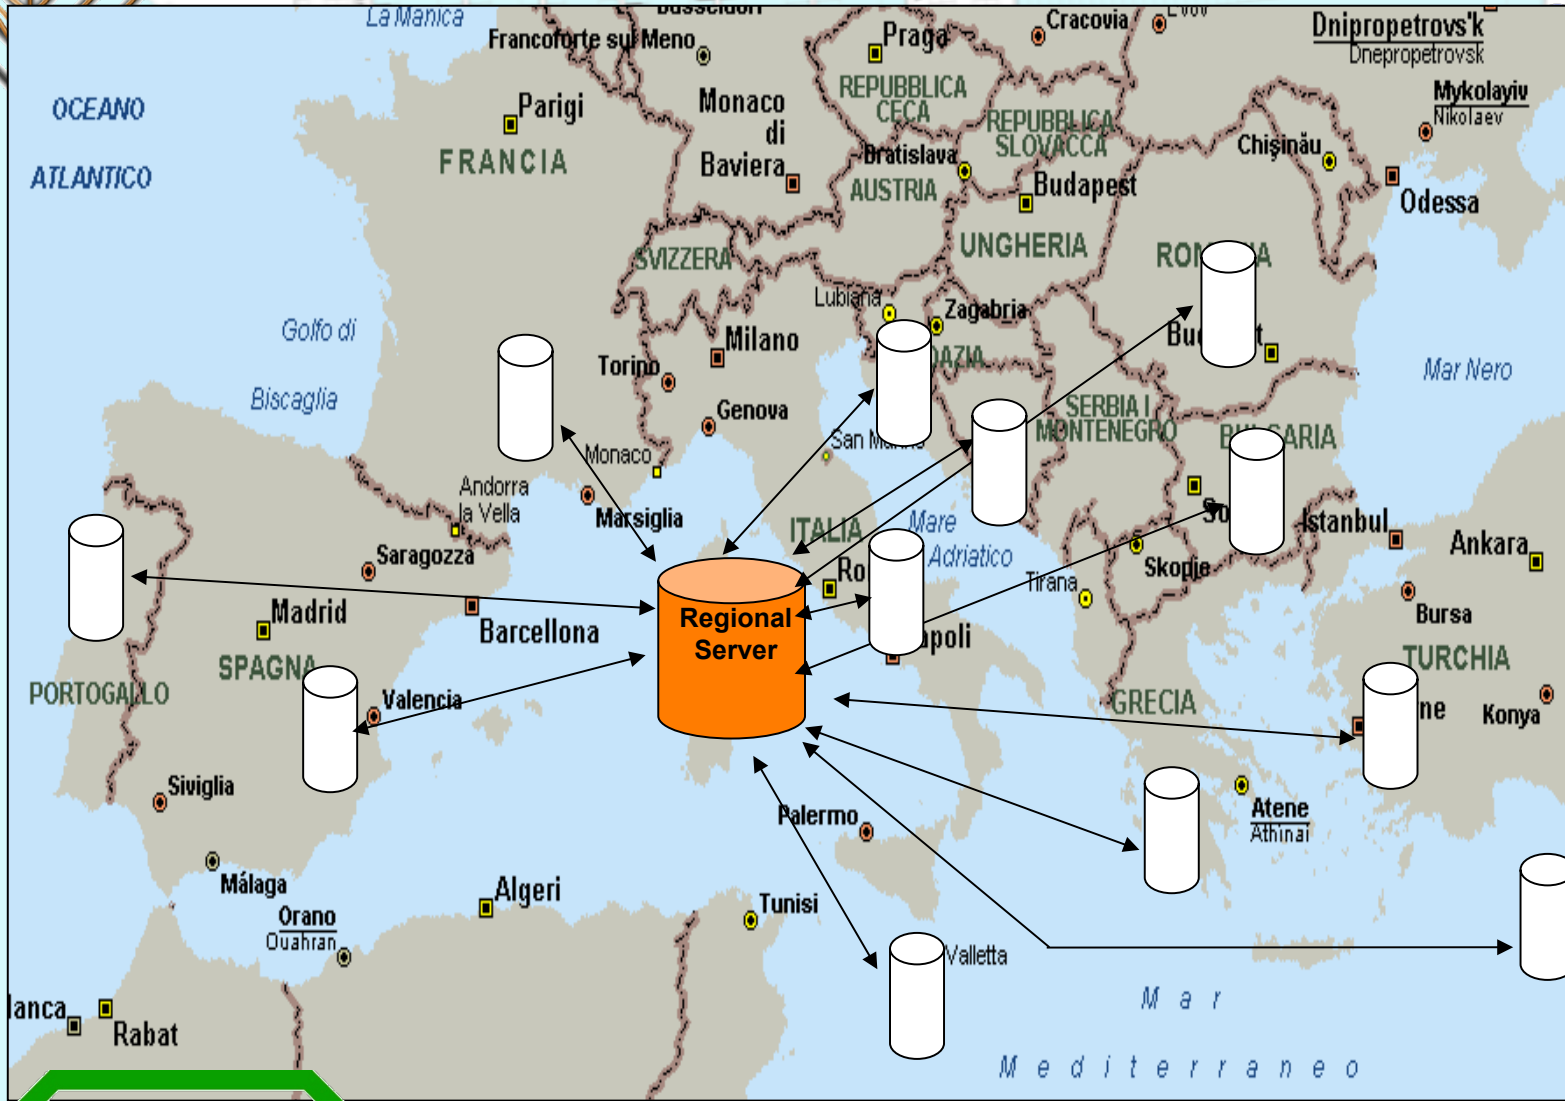 La Manica
Francoforte sul Meno
Praga
Cracovia
Dnipropetrovs'k
Dnepropetrovsk
OCEANO
ATLANTICO
Parigi
FRANCIA
Monaco
di
Baviera
REPUBBLICA
CECA
REPUBBLICA
SLOVACCA
Bratislava
AUSTRIA
Budapest
Mykolayiv
Nikolaev
Chişinău
Odessa
SVIZZERA
UNGHERIA
Lubiana
Zagabria
Golfo di
Biscaglia
Torino
Milano
Genova
Mar Nero
SERBIA I
MONTENEGRO
Monaco
Andorra
la Vella
Marsiglia
ITALIA
Mare
Adriatico
Istanbul
Ankara
Saragozza
Skopje
Tirana
Bursa
Madrid
Barcellona
Regional
Server
SPAGNA
PORTOGALLO
Valencia
GRECIA
TURCHIA
Konya
Siviglia
Palermo
Atene
Athinai
Málaga
Algeri
Tunisi
Orano
Ouahran
Valletta
lanca
Rabat
Mar
Mediterraneo